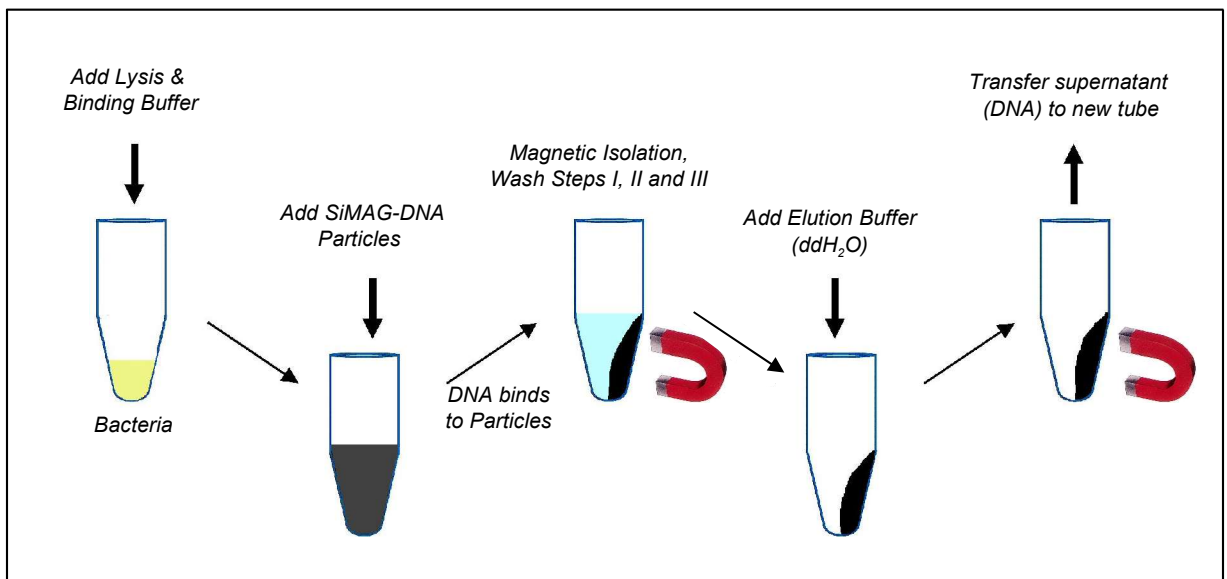 Add Lysis &
Binding Buffer
Bacteria
Add SiMAG-DNA
Particles
DNA binds
to Particles
Magnetic Isolation,
Wash Steps I, II and III
Add Elution Buffer
(ddH₂O)
Transfer supernatant
(DNA) to new tube